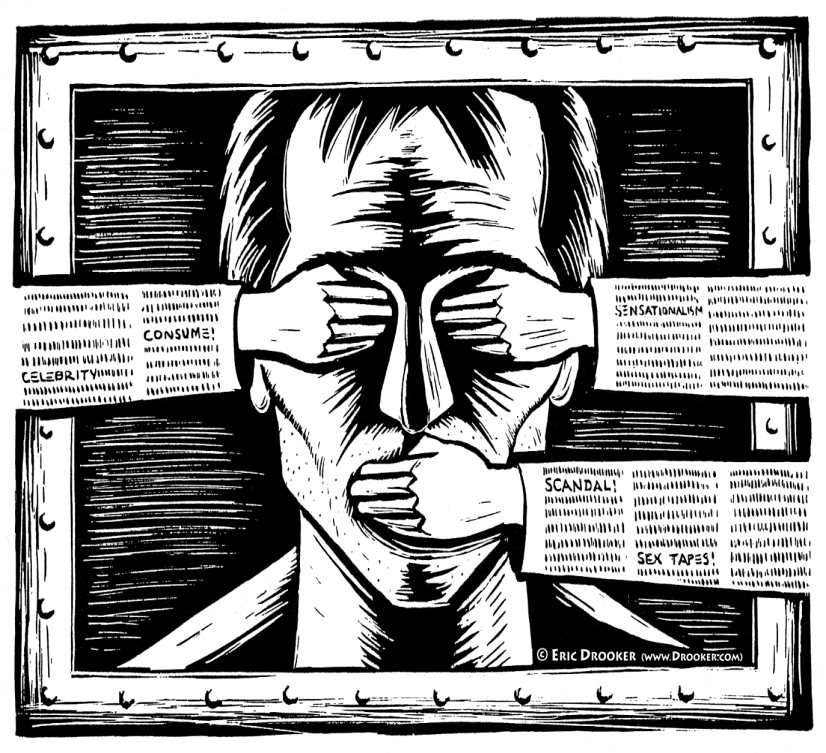 CONSUME!
CELEBRITY
SENSATIONALISM
SCANDAL!
SEX TAPES!
© ERIC DROOKER (WWW.DROOKER.COM)